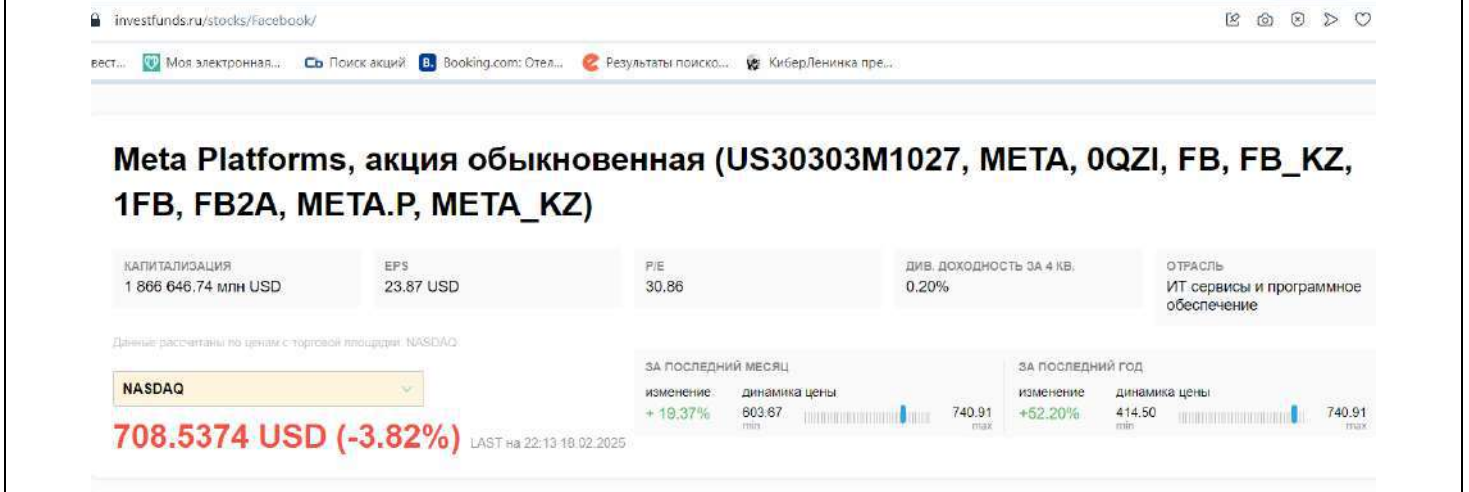 investfunds.ru/stocks/Facebook/
вест... Моя электронная... Cb Поиск акций B. Booking.com: Отел... Результаты поиско... КиберЛенинка пре...
Meta Platforms, акция обыкновенная (US30303M1027, META, 0QZI, FB, FB_KZ,
1FB, FB2A, META.P, META_KZ)
КАПИТАЛИЗАЦИЯ EPS P/E ДИВ. ДОХОДНОСТЬ ЗА 4 КВ. ОТРАСЛЬ
1 866 646.74 млн USD 23.87 USD 30.86 0.20% ИТ сервисы и программное
обеспечение
Данные рассчитаны по ценам с торговой площадки: NASDAQ
ЗА ПОСЛЕДНИЙ МЕСЯЦ ЗА ПОСЛЕДНИЙ ГОД
NASDAQ
изменение динамика цены изменение динамика цены
+ 19.37% 603.67 740.91 +52.20% 414.50 740.91
min max min max
708.5374 USD (-3.82%) LAST на 22:13 18.02.2025